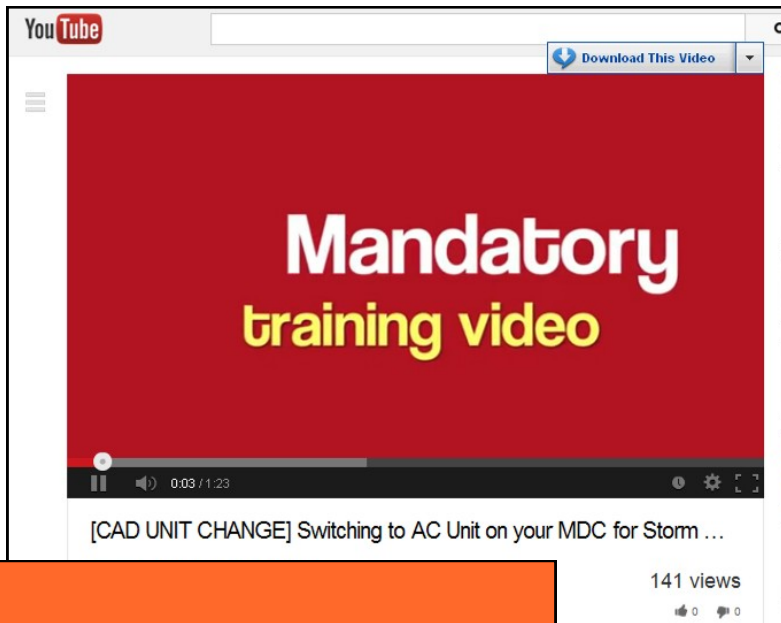 YouTube
Download This Video
Mandatory
training video
0:03 / 1:23
[CAD UNIT CHANGE] Switching to AC Unit on your MDC for Storm ...
141 views
0 0